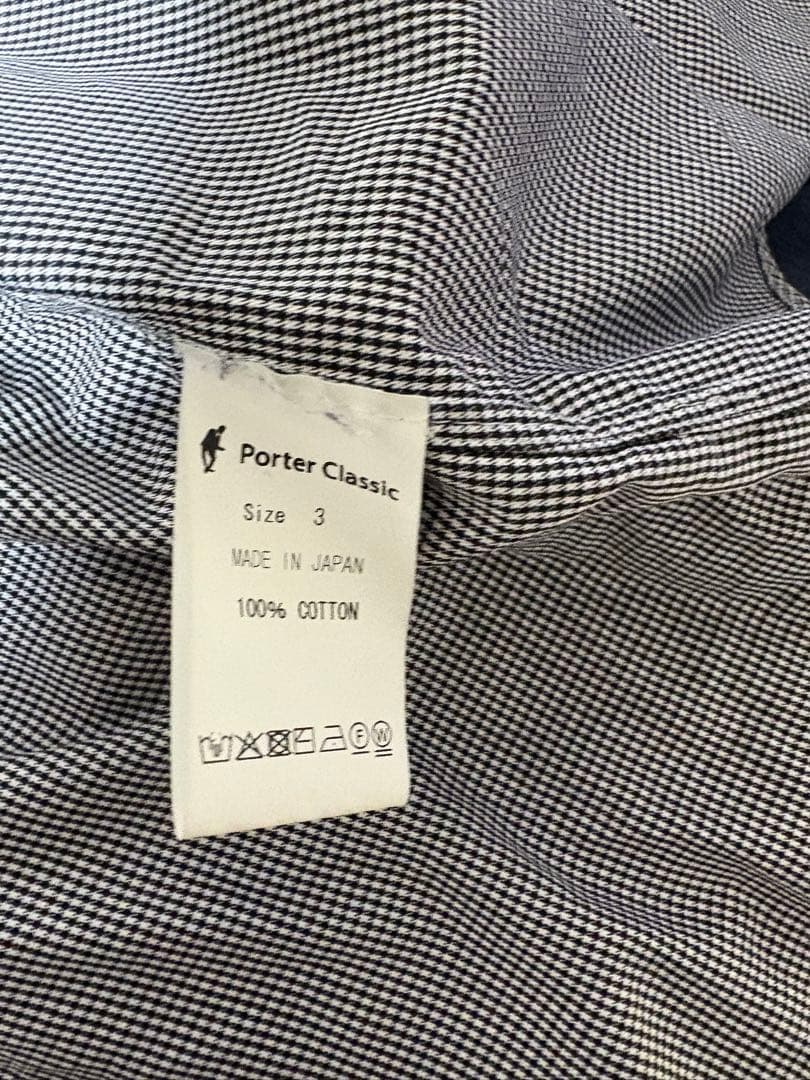 Porter Classic
Size 3
MADE IN JAPAN
100% COTTON
F W